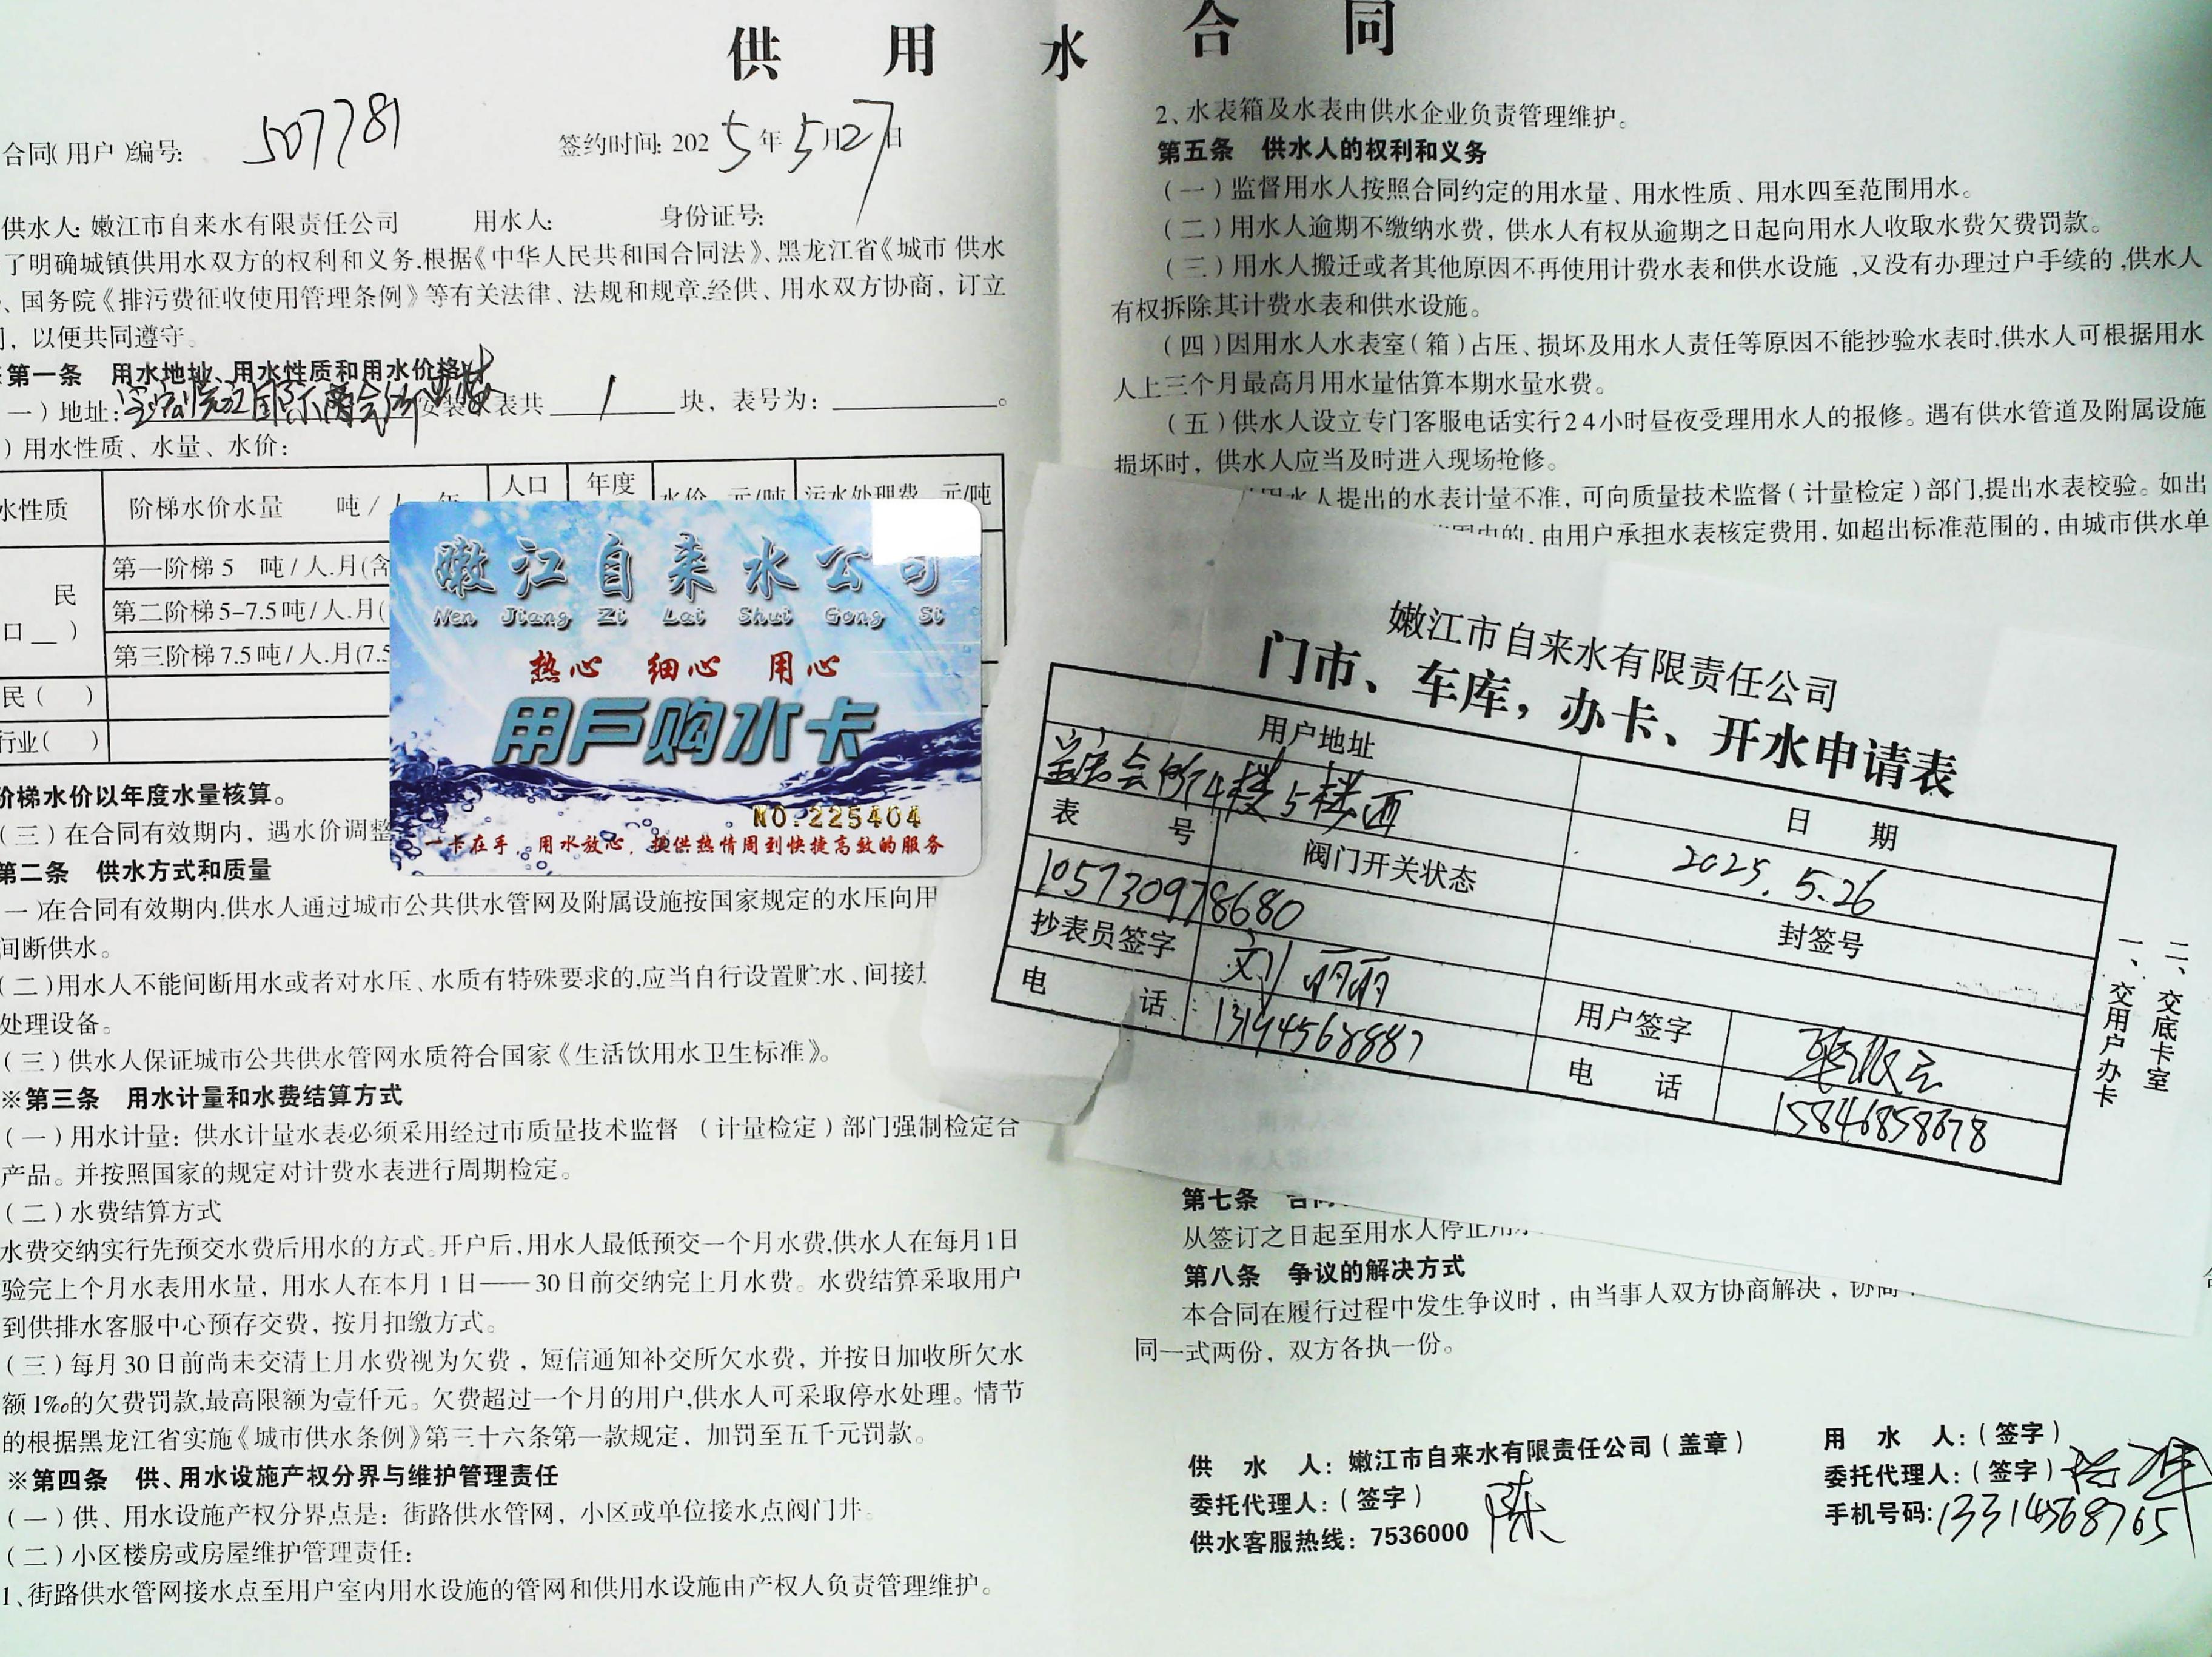 供 用 水 合 同
合同(用户)编号: 507781
签约时间: 2025年5月27日
供水人: 嫩江市自来水有限责任公司 用水人: 身份证号:
了明确城镇供用水双方的权利和义务.根据《中华人民共和国合同法》、黑龙江省《城市 供水
、国务院《排污费征收使用管理条例》等有关法律、法规和规章.经供、用水双方协商，订立
，以便共同遵守。
第一条 用水地址、用水性质和用水价格
一）地址: 安装水表共 1 块，表号为:
）用水性质、水量、水价:
水性质 阶梯水价水量 吨/人 年 人口 年度 水价 元/吨 污水处理费 元/吨
民
口 )
第一阶梯 5 吨/人.月(含
第二阶梯 5-7.5吨/人.月(
第三阶梯 7.5吨/人.月(7.5
民 ( )
行业( )
阶梯水价以年度水量核算。
(三)在合同有效期内，遇水价调整
第二条 供水方式和质量
一)在合同有效期内,供水人通过城市公共供水管网及附属设施按国家规定的水压向用
间断供水。
(二)用水人不能间断用水或者对水压、水质有特殊要求的,应当自行设置贮水、间接加
处理设备。
(三)供水人保证城市公共供水管网水质符合国家《生活饮用水卫生标准》。
※第三条 用水计量和水费结算方式
(一)用水计量: 供水计量水表必须采用经过市质量技术监督 (计量检定)部门强制检定合
产品。并按照国家的规定对计费水表进行周期检定。
(二)水费结算方式
水费交纳实行先预交水费后用水的方式.开户后,用水人最低预交一个月水费,供水人在每月1日
验完上个月水表用水量，用水人在本月1日——30日前交纳完上月水费。水费结算采取用户
到供排水客服中心预存交费，按月扣缴方式。
(三)每月30日前尚未交清上月水费视为欠费，短信通知补交所欠水费，并按日加收所欠水
额1‰的欠费罚款,最高限额为壹仟元。欠费超过一个月的用户,供水人可采取停水处理。情节
的根据黑龙江省实施《城市供水条例》第三十六条第一款规定，加罚至五千元罚款。
※第四条 供、用水设施产权分界与维护管理责任
(一)供、用水设施产权分界点是: 街路供水管网，小区或单位接水点阀门井。
(二)小区楼房或房屋维护管理责任:
1、街路供水管网接水点至用户室内用水设施的管网和供用水设施由产权人负责管理维护。
嫩江自来水公司
Nen Jiang Zi Lai Shui Gong Si
热心 细心 用心
用户购水卡
NO.225404
一卡在手，用水放心，提供热情周到快捷高效的服务
2、水表箱及水表由供水企业负责管理维护。
第五条 供水人的权利和义务
(一)监督用水人按照合同约定的用水量、用水性质、用水四至范围用水。
(二)用水人逾期不缴纳水费，供水人有权从逾期之日起向用水人收取水费欠费罚款。
(三)用水人搬迁或者其他原因不再使用计费水表和供水设施,又没有办理过户手续的,供水人
有权拆除其计费水表和供水设施。
(四)因用水人水表室(箱)占压、损坏及用水人责任等原因不能抄验水表时,供水人可根据用水
人上三个月最高月用水量估算本期水量水费。
(五)供水人设立专门客服电话实行24小时昼夜受理用水人的报修。遇有供水管道及附属设施
损坏时，供水人应当及时进入现场抢修。
用水人提出的水表计量不准，可向质量技术监督(计量检定)部门,提出水表校验。如出
的，由用户承担水表核定费用，如超出标准范围的，由城市供水单
嫩江市自来水有限责任公司
门市、车库，办卡、开水申请表
用户地址 日 期
会所4楼5楼西 2025.5.26
表 号 阀门开关状态 封签号
105730978680
抄表员签字 刘丽丽 用户签字
电 话 13194568887 电 话 15846858678
一、交用户办卡
二、交底卡室
第七条 合同
从签订之日起至用水人停止用水
第八条 争议的解决方式
本合同在履行过程中发生争议时，由当事人双方协商解决，协商
同一式两份，双方各执一份。
供 水 人: 嫩江市自来水有限责任公司(盖章)
委托代理人: (签字) 陈
供水客服热线: 7536000
用 水 人: (签字)
委托代理人: (签字)
手机号码: 13314568765